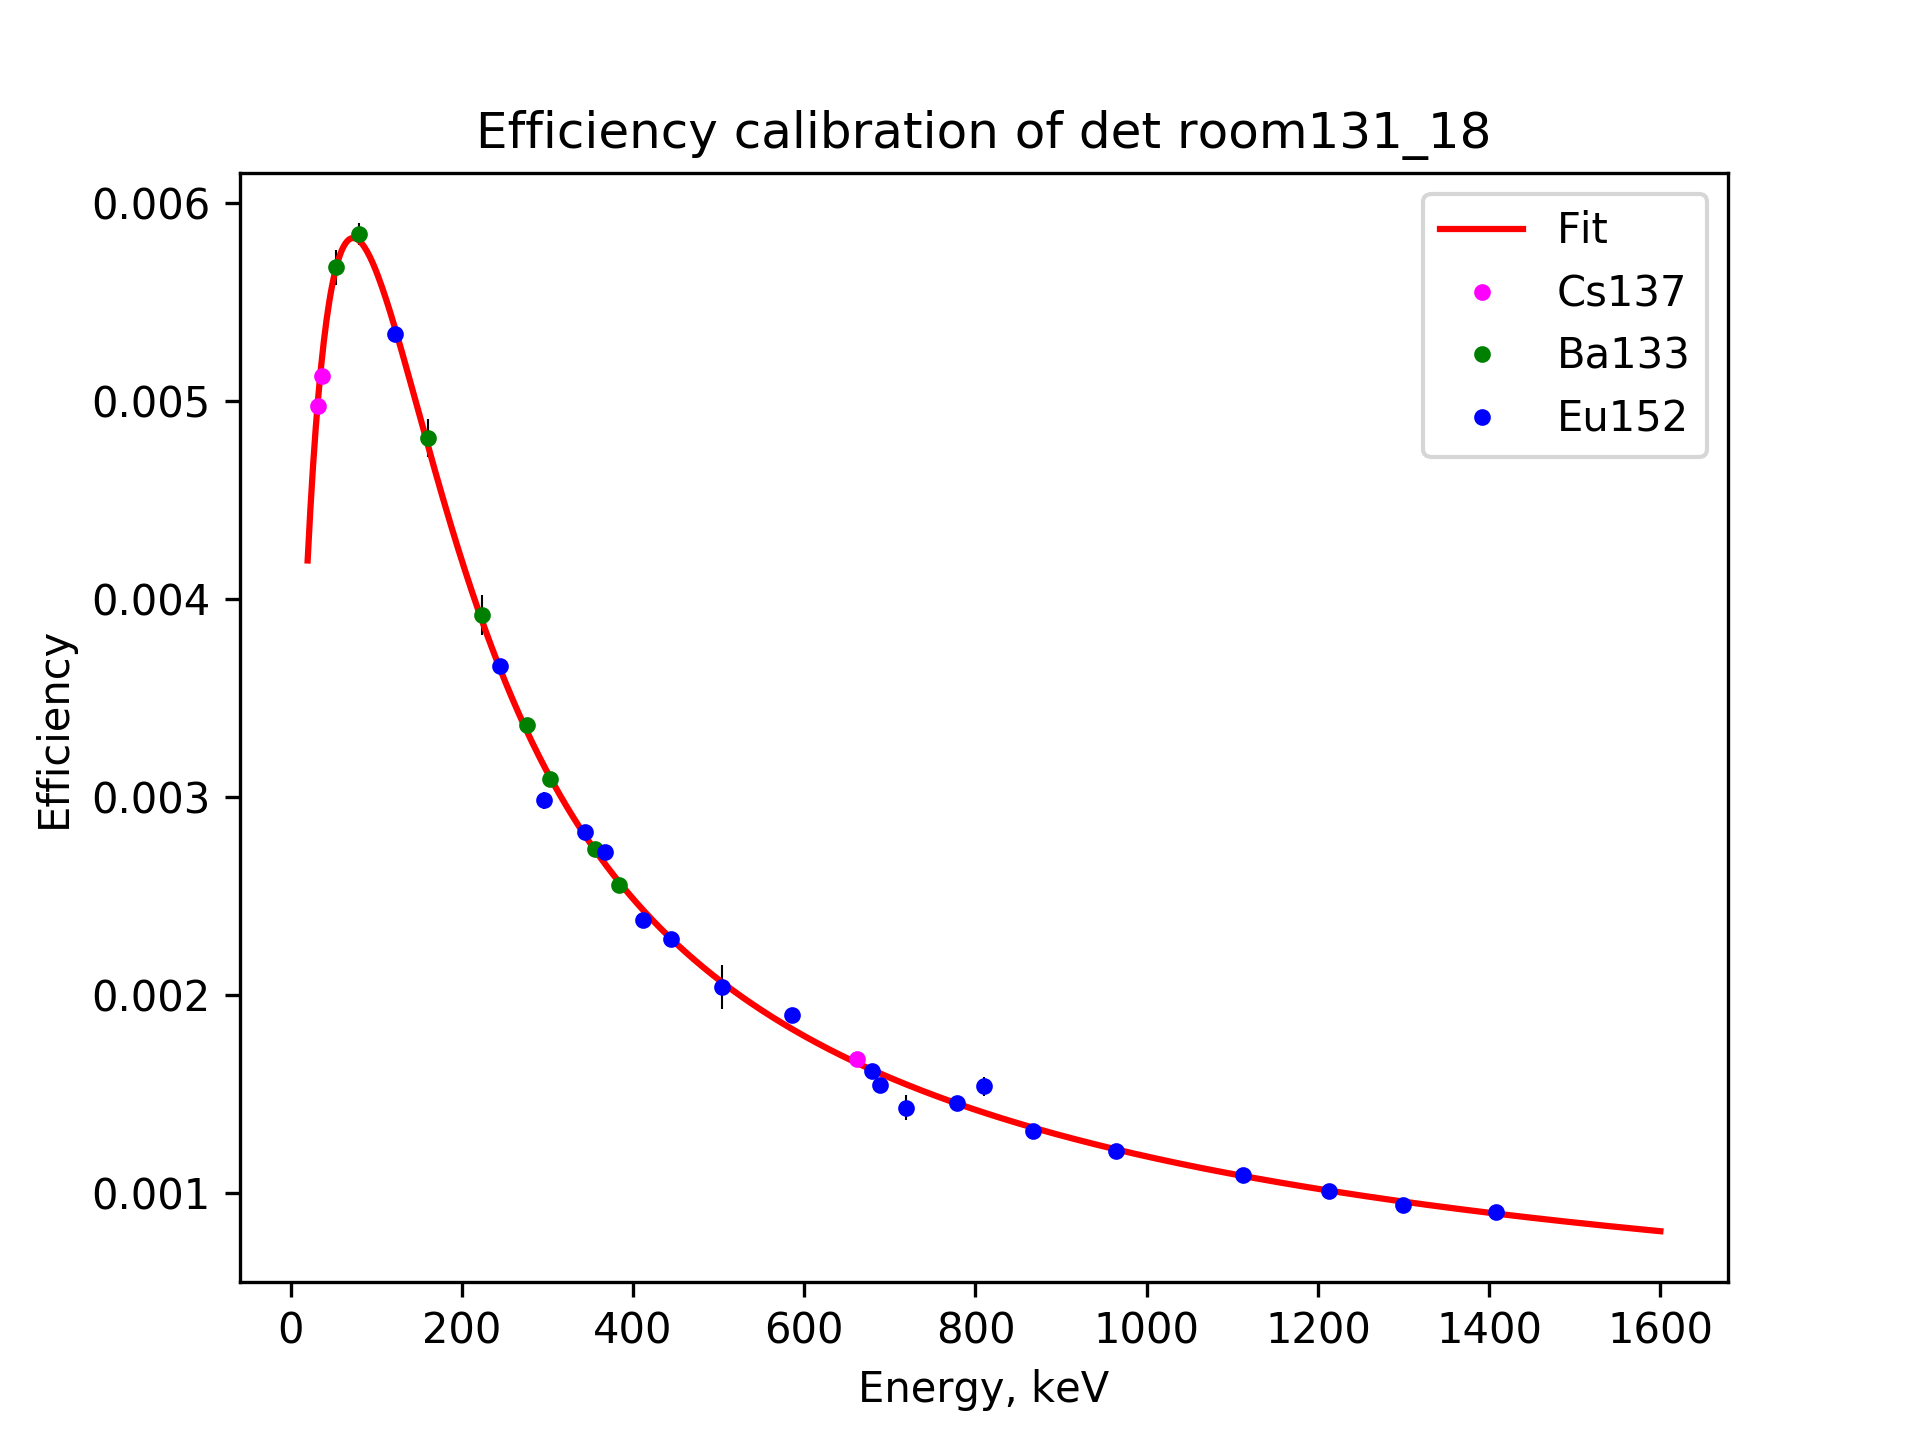 Efficiency calibration of det room131_18
Fit
Cs137
Ba133
Eu152
0.006
0.005
0.004
0.003
0.002
0.001
Efficiency
0 200 400 600 800 1000 1200 1400 1600
Energy, keV